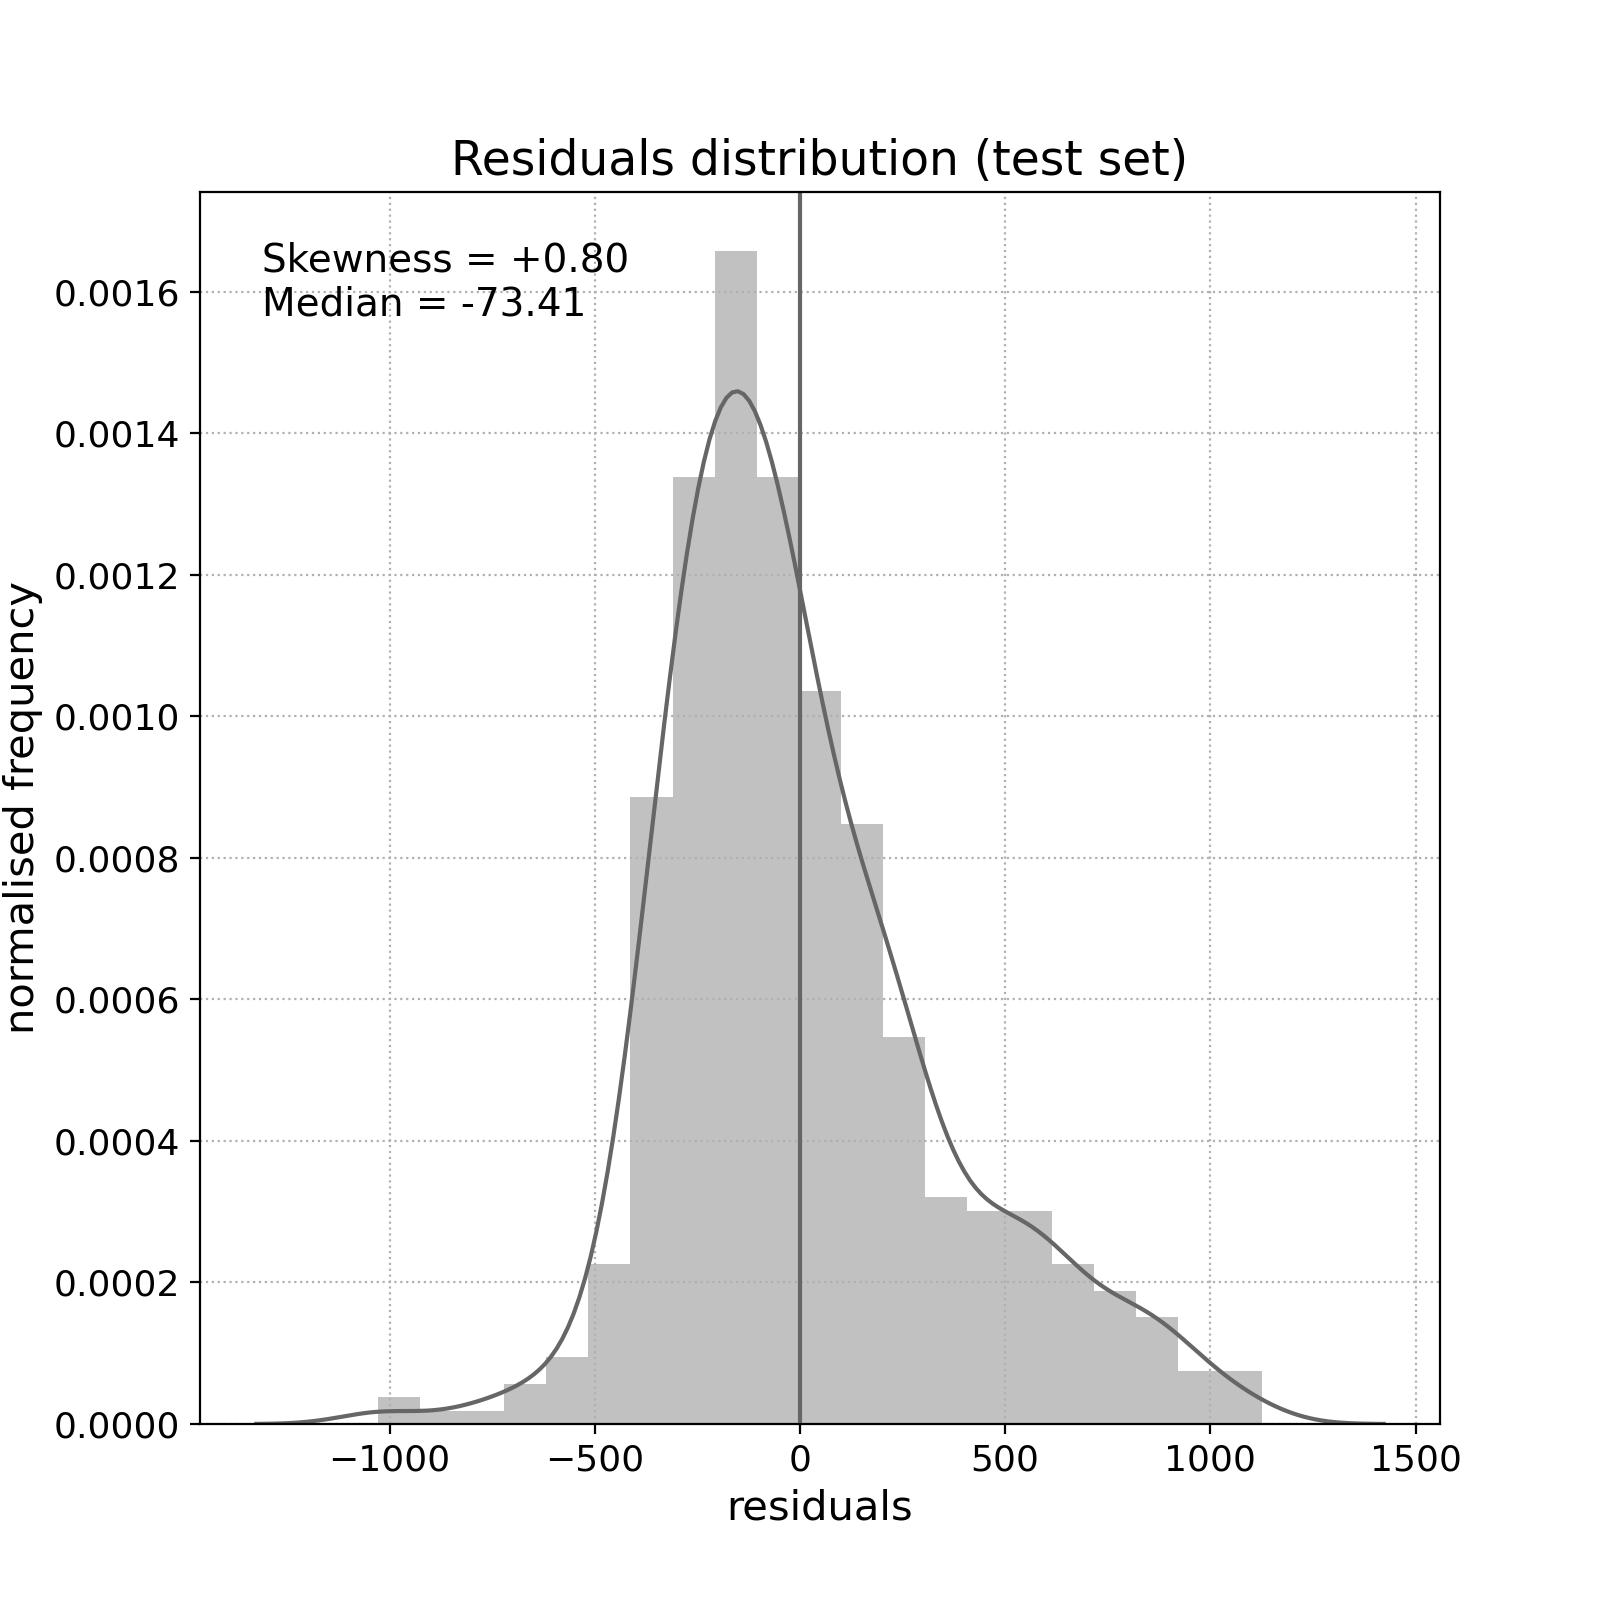 Residuals distribution (test set)
Skewness = +0.80
Median = -73.41
0.0016
0.0014
0.0012
0.0010
0.0008
0.0006
0.0004
0.0002
0.0000
normalised frequency
−1000 −500 0 500 1000 1500
residuals